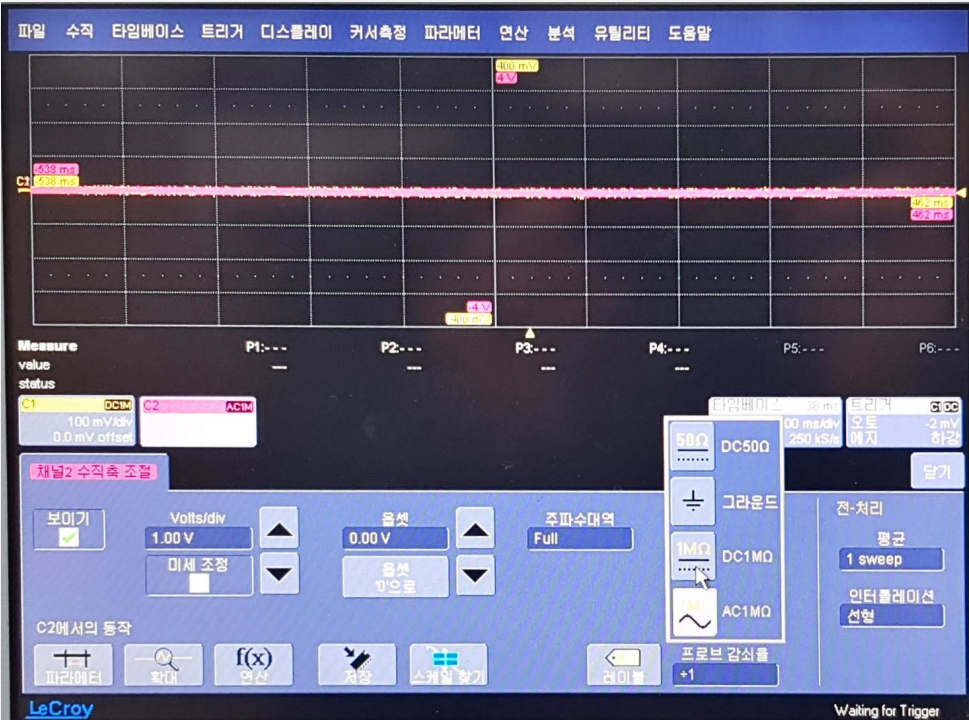 파일 수직 타임베이스 트리거 디스플레이 커서측정 파라메터 연산 분석 유틸리티 도움말
400 mV
4 V
-538 ms
C2 -538 ms
462 ms
462 ms
-4 V
-400 mV
Measure P1:--- P2:--- P3:--- P4:--- P5:--- P6:---
value --- --- --- ---
status
C1 DC1M C2 AC1M 타임베이스 38 ms 트리거 C1 DC
100 mV/div 00 ms/div 오토 -2 mV
0.0 mV offset 250 kS/s 에지 하강
50Ω DC50Ω
닫기
채널2 수직축 조절
그라운드
전-처리
보이기 Volts/div 옵셋 주파수대역 평균
1.00 V 0.00 V Full 1 sweep
1MΩ DC1MΩ
미세 조정 옵셋 '0'으로
인터폴레이션
AC1MΩ 선형
C2에서의 동작
프로브 감쇠율
÷1
파라메터 확대 f(x) 연산 저장 스케일 찾기 레이블
LeCroy Waiting for Trigger